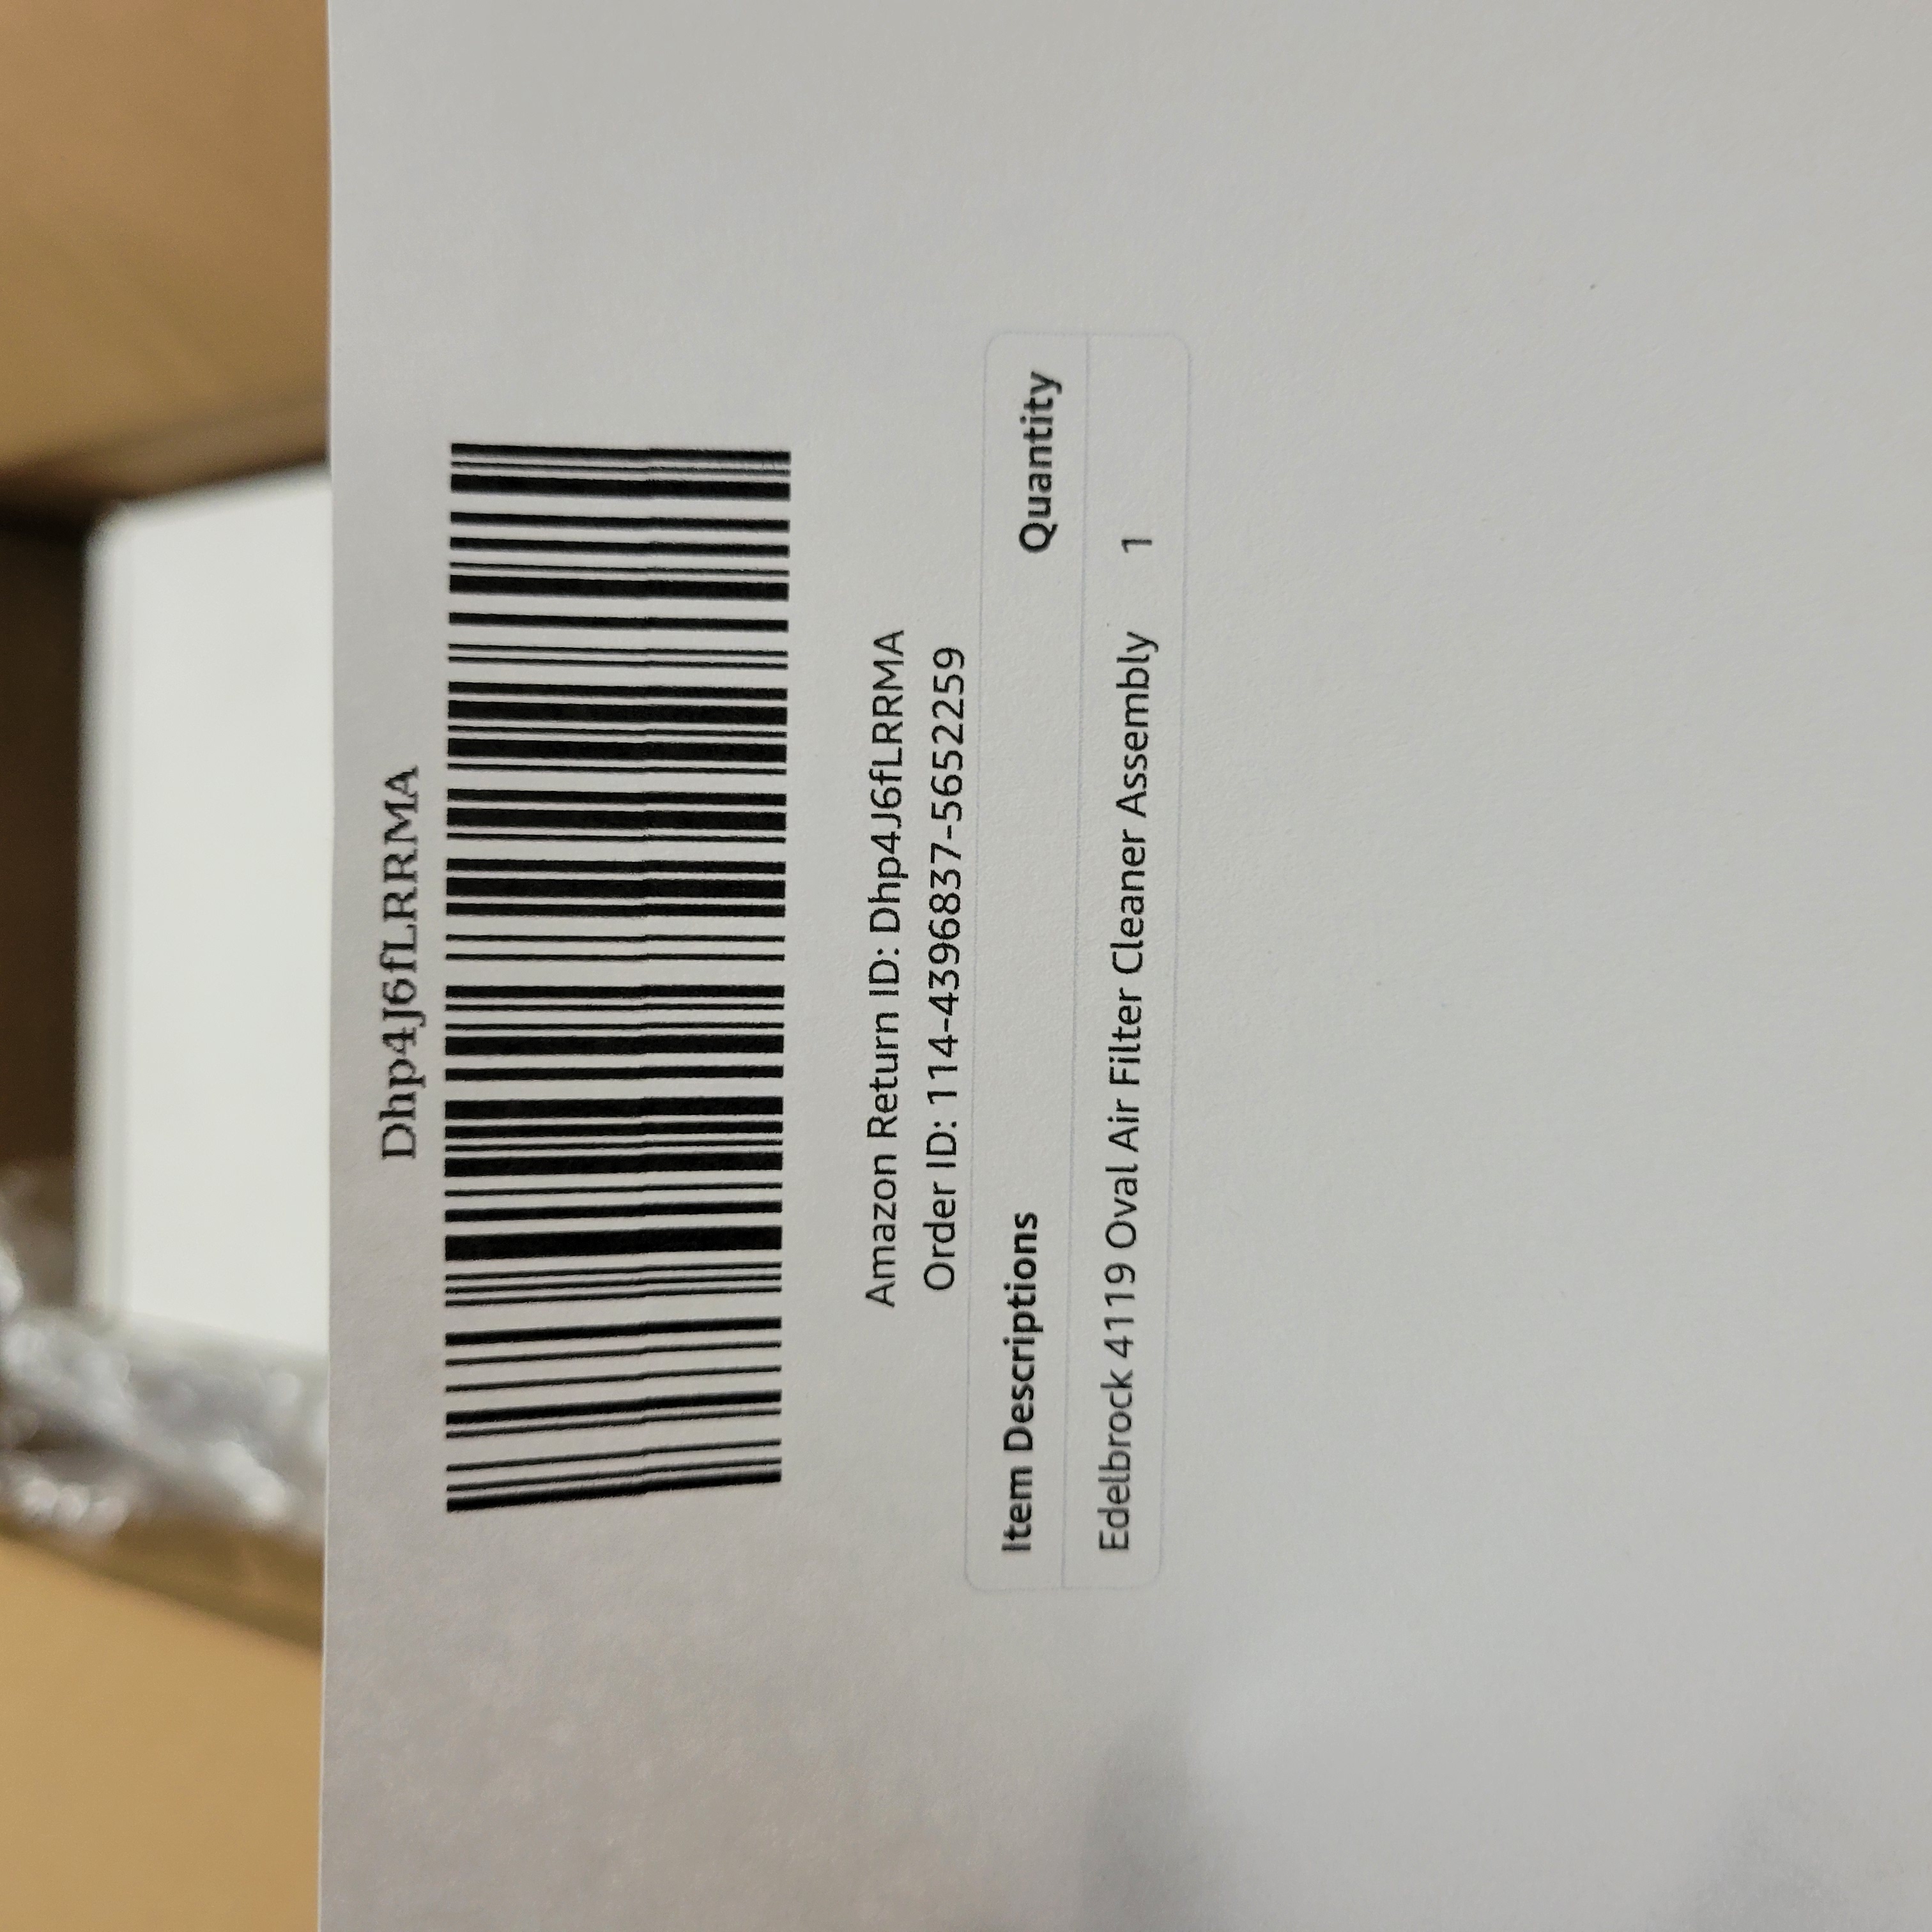 Dhp4J6fLRRMA
Amazon Return ID: Dhp4J6fLRRMA
Order ID: 114-4396837-5652259
Item Descriptions Quantity
Edelbrock 4119 Oval Air Filter Cleaner Assembly 1